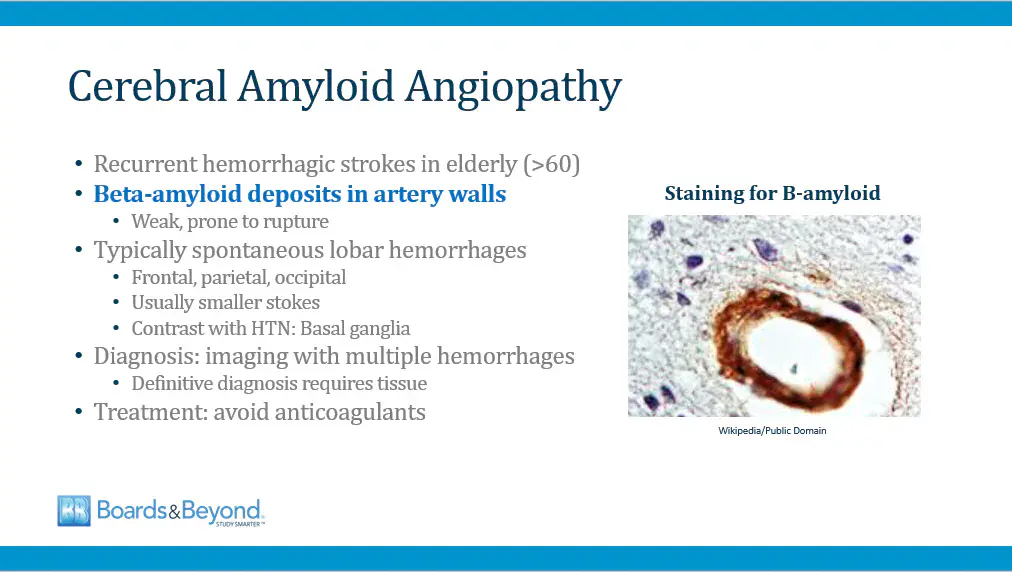 Cerebral Amyloid Angiopathy
• Recurrent hemorrhagic strokes in elderly (>60)
• Beta-amyloid deposits in artery walls
• Weak, prone to rupture
• Typically spontaneous lobar hemorrhages
• Frontal, parietal, occipital
• Usually smaller stokes
• Contrast with HTN: Basal ganglia
• Diagnosis: imaging with multiple hemorrhages
• Definitive diagnosis requires tissue
• Treatment: avoid anticoagulants
Staining for B-amyloid
Wikipedia/Public Domain
BB Boards&Beyond.
STUDY SMARTER™